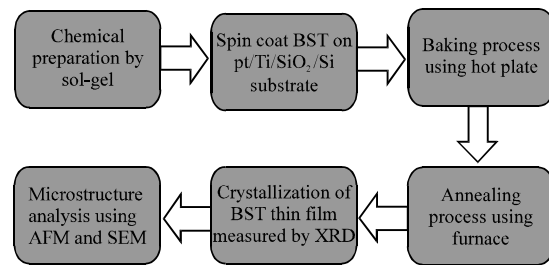 Chemical
preparation by
sol-gel
Spin coat BST on
pt/Ti/SiO₂/Si
substrate
Baking process
using hot plate
Annealing
process using
furnace
Crystallization of
BST thin film
measured by XRD
Microstructure
analysis using
AFM and SEM